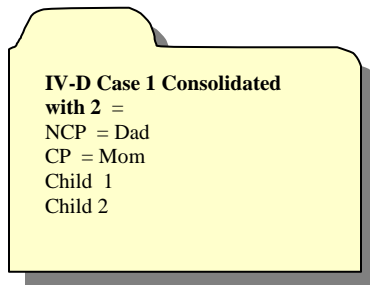 IV-D Case 1 Consolidated
with 2 =
NCP = Dad
CP = Mom
Child 1
Child 2